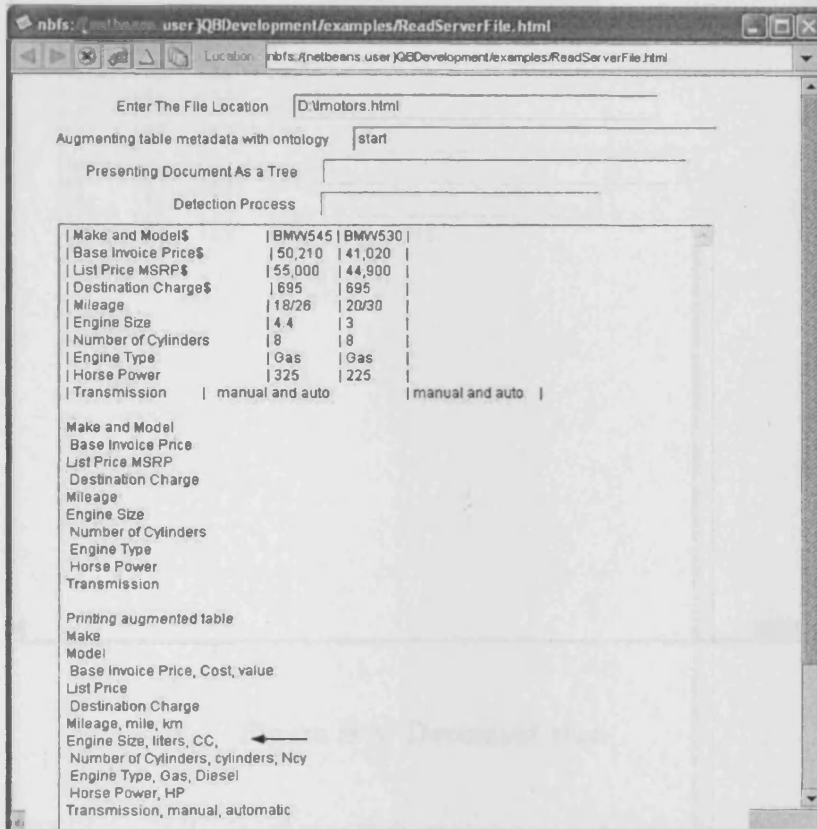 nbfs: user}QBDevelopment/examples/ReadServerFile.html
Location nbfs:/{netbeans.user}QBDevelopment/examples/ReadServerFile.html
Enter The File Location D:\Imotors.html
Augmenting table metadata with ontology start
Presenting Document As a Tree
Detection Process
| Make and Model$ | BMW545 | BMW530 |
| Base Invoice Price$ | 50,210 | 41,020 |
| List Price MSRP$ | 55,000 | 44,900 |
| Destination Charge$ | 695 | 695 |
| Mileage | 18/26 | 20/30 |
| Engine Size | 4.4 | 3 |
| Number of Cylinders | 8 | 8 |
| Engine Type | Gas | Gas |
| Horse Power | 325 | 225 |
| Transmission | manual and auto | manual and auto |
Make and Model
Base Invoice Price
List Price MSRP
Destination Charge
Mileage
Engine Size
Number of Cylinders
Engine Type
Horse Power
Transmission
Printing augmented table
Make
Model
Base Invoice Price, Cost, value
List Price
Destination Charge
Mileage, mile, km
Engine Size, liters, CC,
Number of Cylinders, cylinders, Ncy
Engine Type, Gas, Diesel
Horse Power, HP
Transmission, manual, automatic